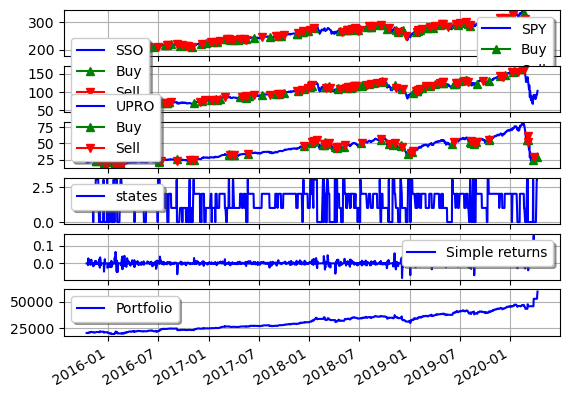 300
200
SPY
Buy
SSO
Buy
Sell
150
100
50
UPRO
Buy
Sell
75
50
25
2.5
0.0
states
0.1
0.0
Simple returns
50000
25000
Portfolio
2016-01
2016-07
2017-01
2017-07
2018-01
2018-07
2019-01
2019-07
2020-01